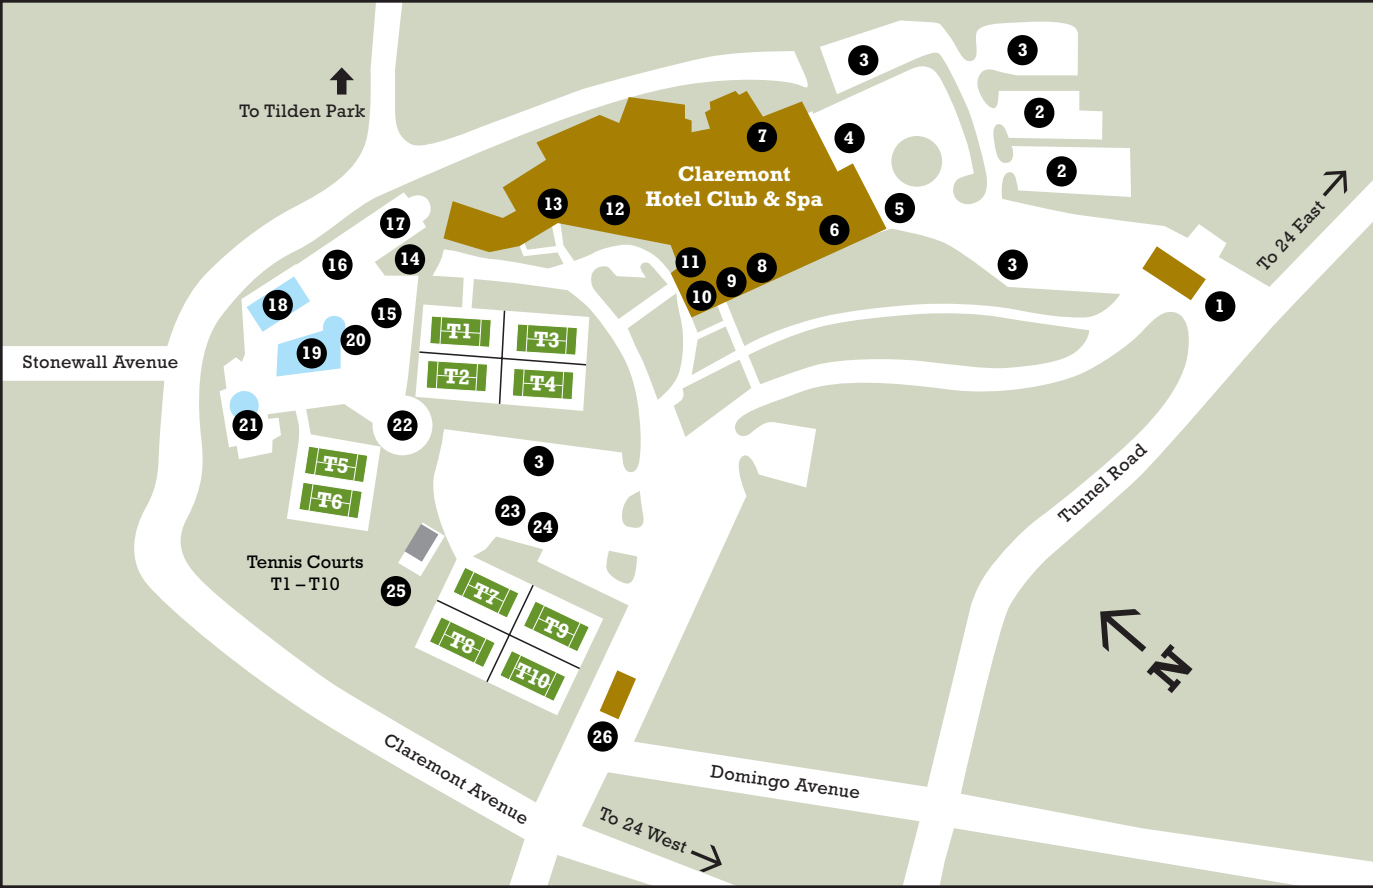 3
3
To Tilden Park
2
7
4
Claremont
Hotel Club & Spa
2
13
12
5
6
17
14
16
11
8
9
10
3
To 24 East
1
18
15
20
19
T1
T3
T2
T4
Stonewall Avenue
21
22
T5
T6
3
23
24
Tunnel Road
Tennis Courts
T1 – T10
25
T7
T9
T8
T10
N
26
Claremont Avenue
Domingo Avenue
To 24 West